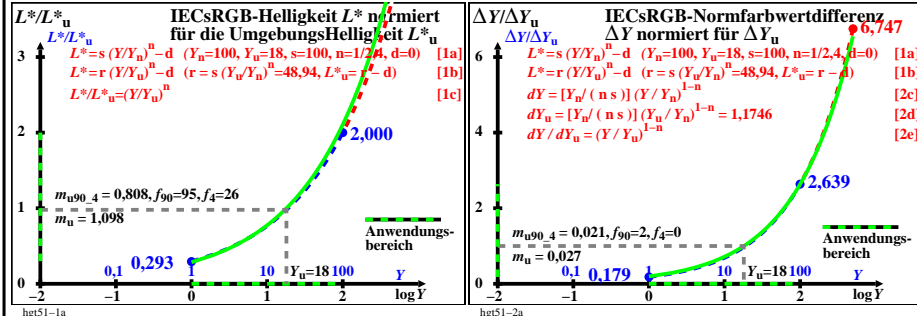 L*/L*u
IECsRGB-Helligkeit L* normiert
für die UmgebungsHelligkeit L*u
L*/L*u
L*=s(Y/Yn)^n−d (Yn=100, Yu=18, s=100, n=1/2,4, d=0) [1a]
L*=r(Y/Yu)^n−d (r=s(Yu/Yn)^n=48,94, L*u=r−d) [1b]
L*/L*u=(Y/Yu)^n [1c]
3
2
1
0
2,000
mu90_4=0,808, f90=95, f4=26
mu=1,098
0,293
Anwendungs-
bereich
0,1 1 10 Yu=18 100 Y
−2 −1 0 1 2 log Y
hgt51-1a
ΔY/ΔYu
IECsRGB-Normfarbwertdifferenz
ΔY normiert für ΔYu
ΔY/ΔYu
6,747
L*=s(Y/Yn)^n−d (Yn=100, Yu=18, s=100, n=1/2,4, d=0) [1a]
L*=r(Y/Yu)^n−d (r=s(Yu/Yn)^n=48,94, L*u=r−d) [1b]
dY=[Yn/(ns)](Y/Yn)^1−n [2c]
dYu=[Yn/(ns)](Yu/Yn)^1−n=1,1746 [2d]
dY/dYu=(Y/Yu)^1−n [2e]
6
4
2
0
2,639
mu90_4=0,021, f90=2, f4=0
mu=0,027
0,179
Anwendungs-
bereich
0,1 1 10 Yu=18 100 Y
−2 −1 0 1 2 log Y
hgt51-2a